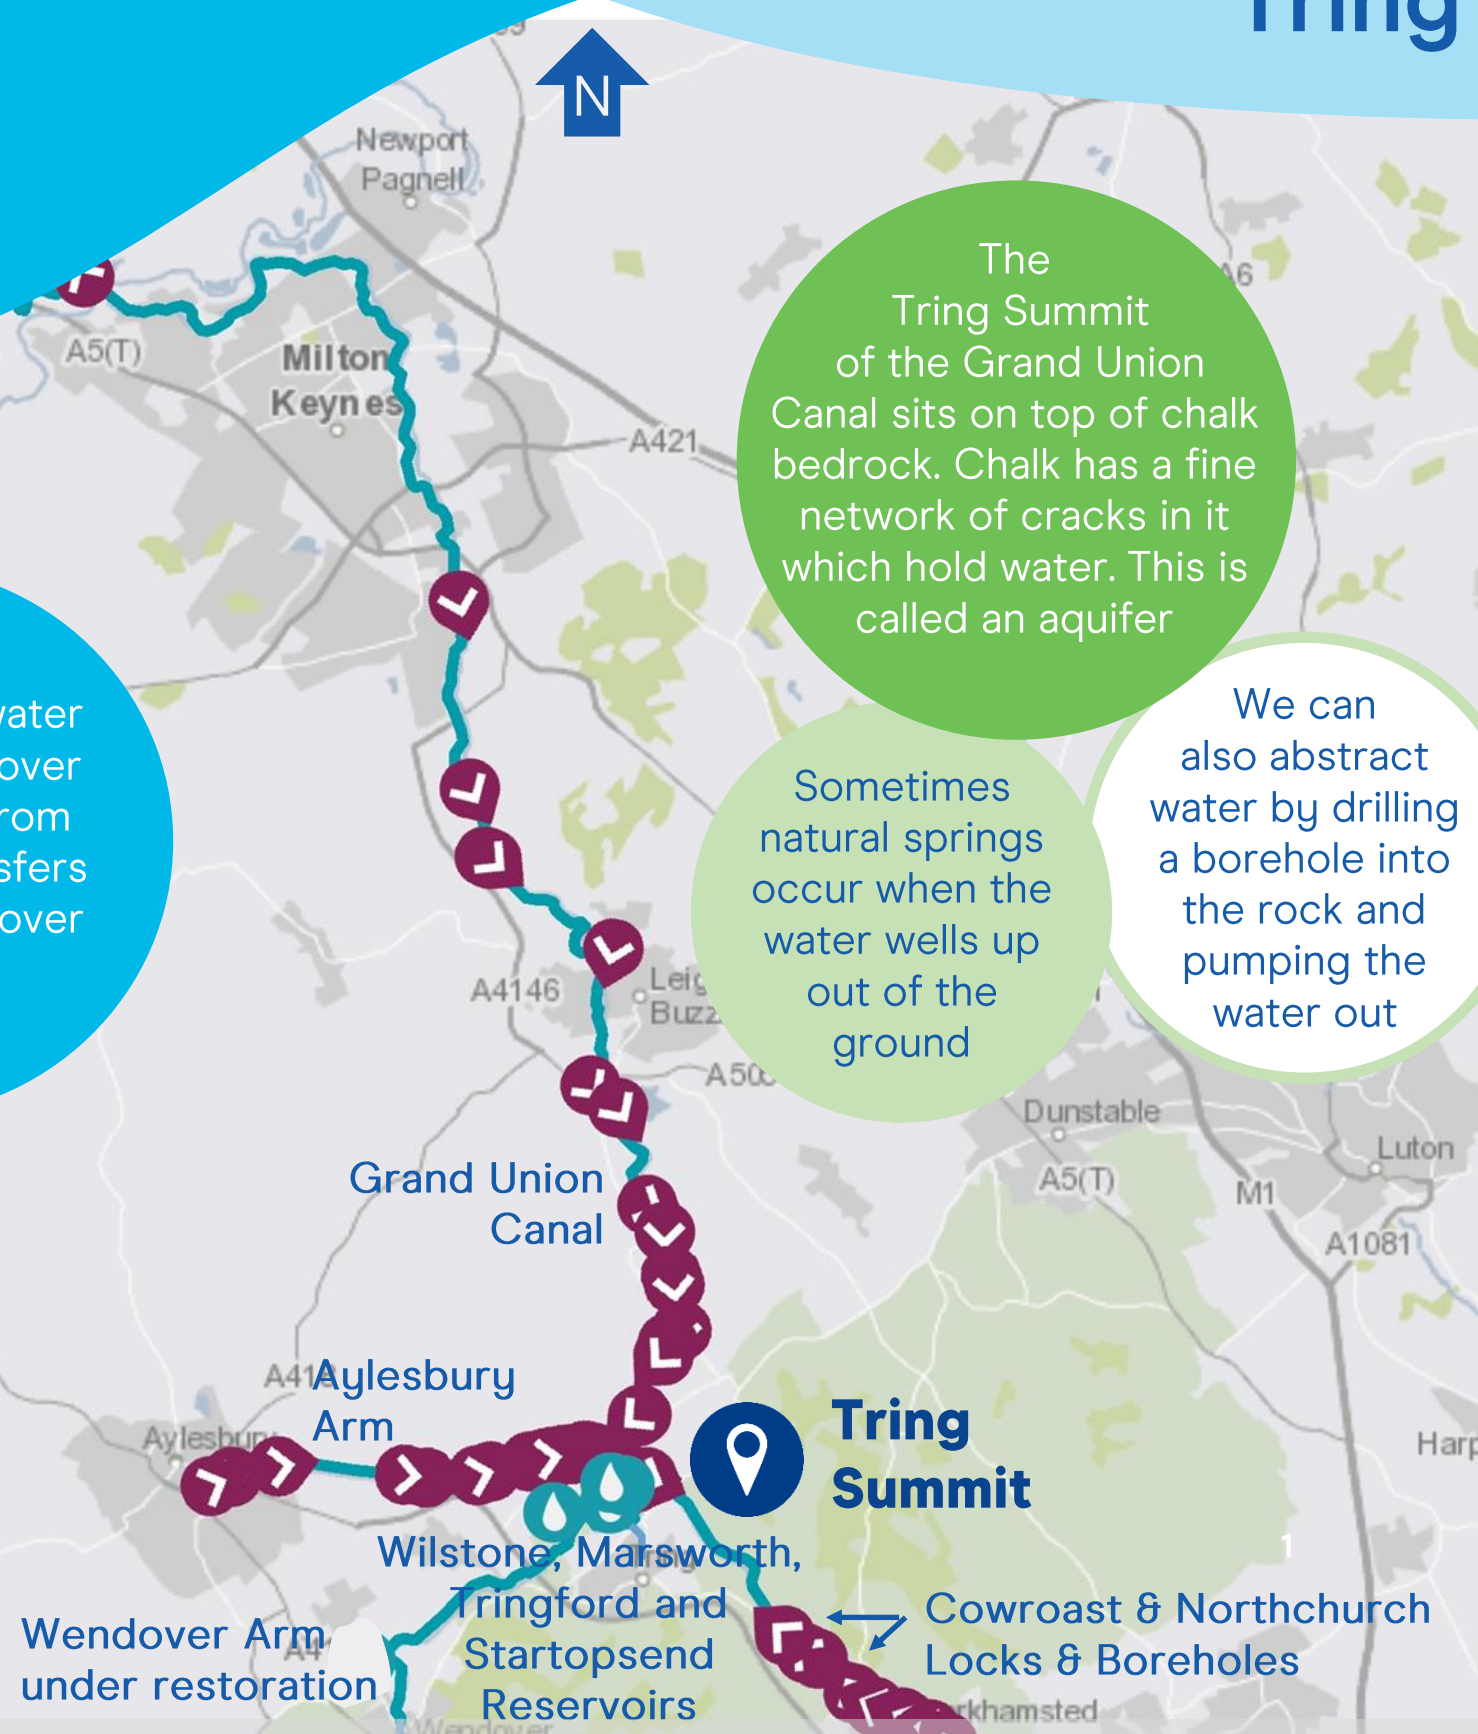 Tring
N
Newport
Pagnell
A5(T)
Milton
Keynes
A421
A6
The
Tring Summit
of the Grand Union
Canal sits on top of chalk
bedrock. Chalk has a fine
network of cracks in it
which hold water. This is
called an aquifer
over
sfers
over
Sometimes
natural springs
occur when the
water wells up
out of the
ground
We can
also abstract
water by drilling
a borehole into
the rock and
pumping the
water out
A4146
Dunstable
A5(T)
Luton
M1
A1081
Grand Union
Canal
Aylesbury
Arm
Aylesbury
Tring
Summit
1
Wilstone, Marsworth,
Tringford and
Startopsend
Reservoirs
Tring
Wendover Arm
under restoration
Cowroast & Northchurch
Locks & Boreholes
Wendover